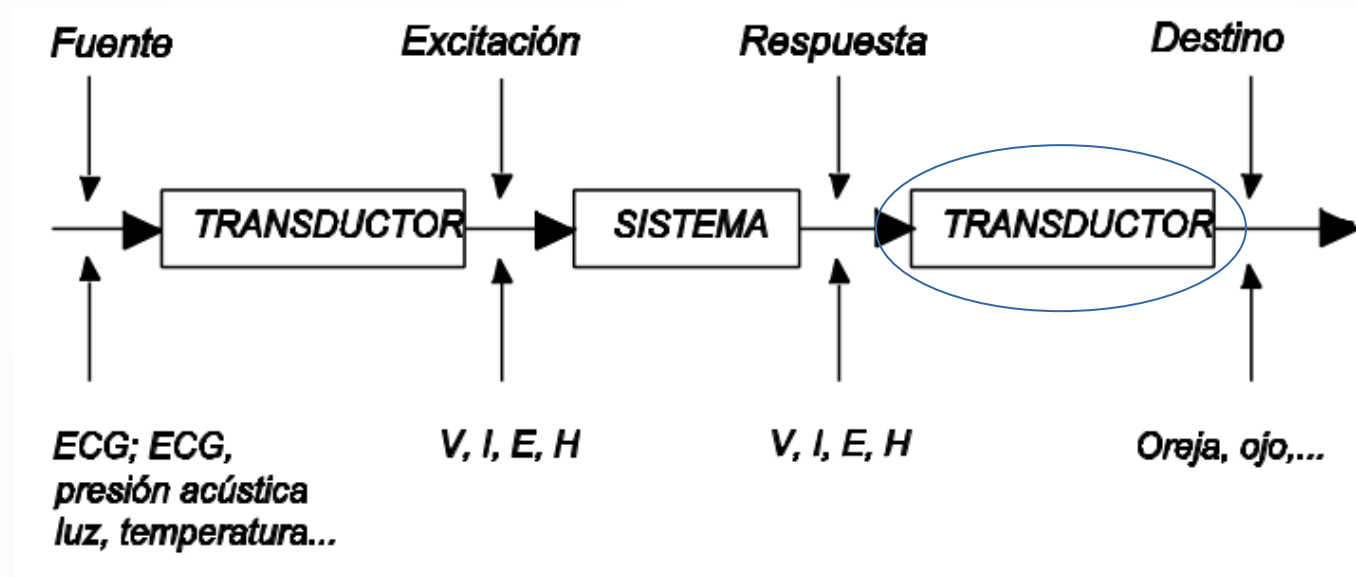 Fuente
Excitación
Respuesta
Destino
TRANSDUCTOR
SISTEMA
TRANSDUCTOR
ECG; ECG,
presión acústica
luz, temperatura...
V, I, E, H
V, I, E, H
Oreja, ojo,...